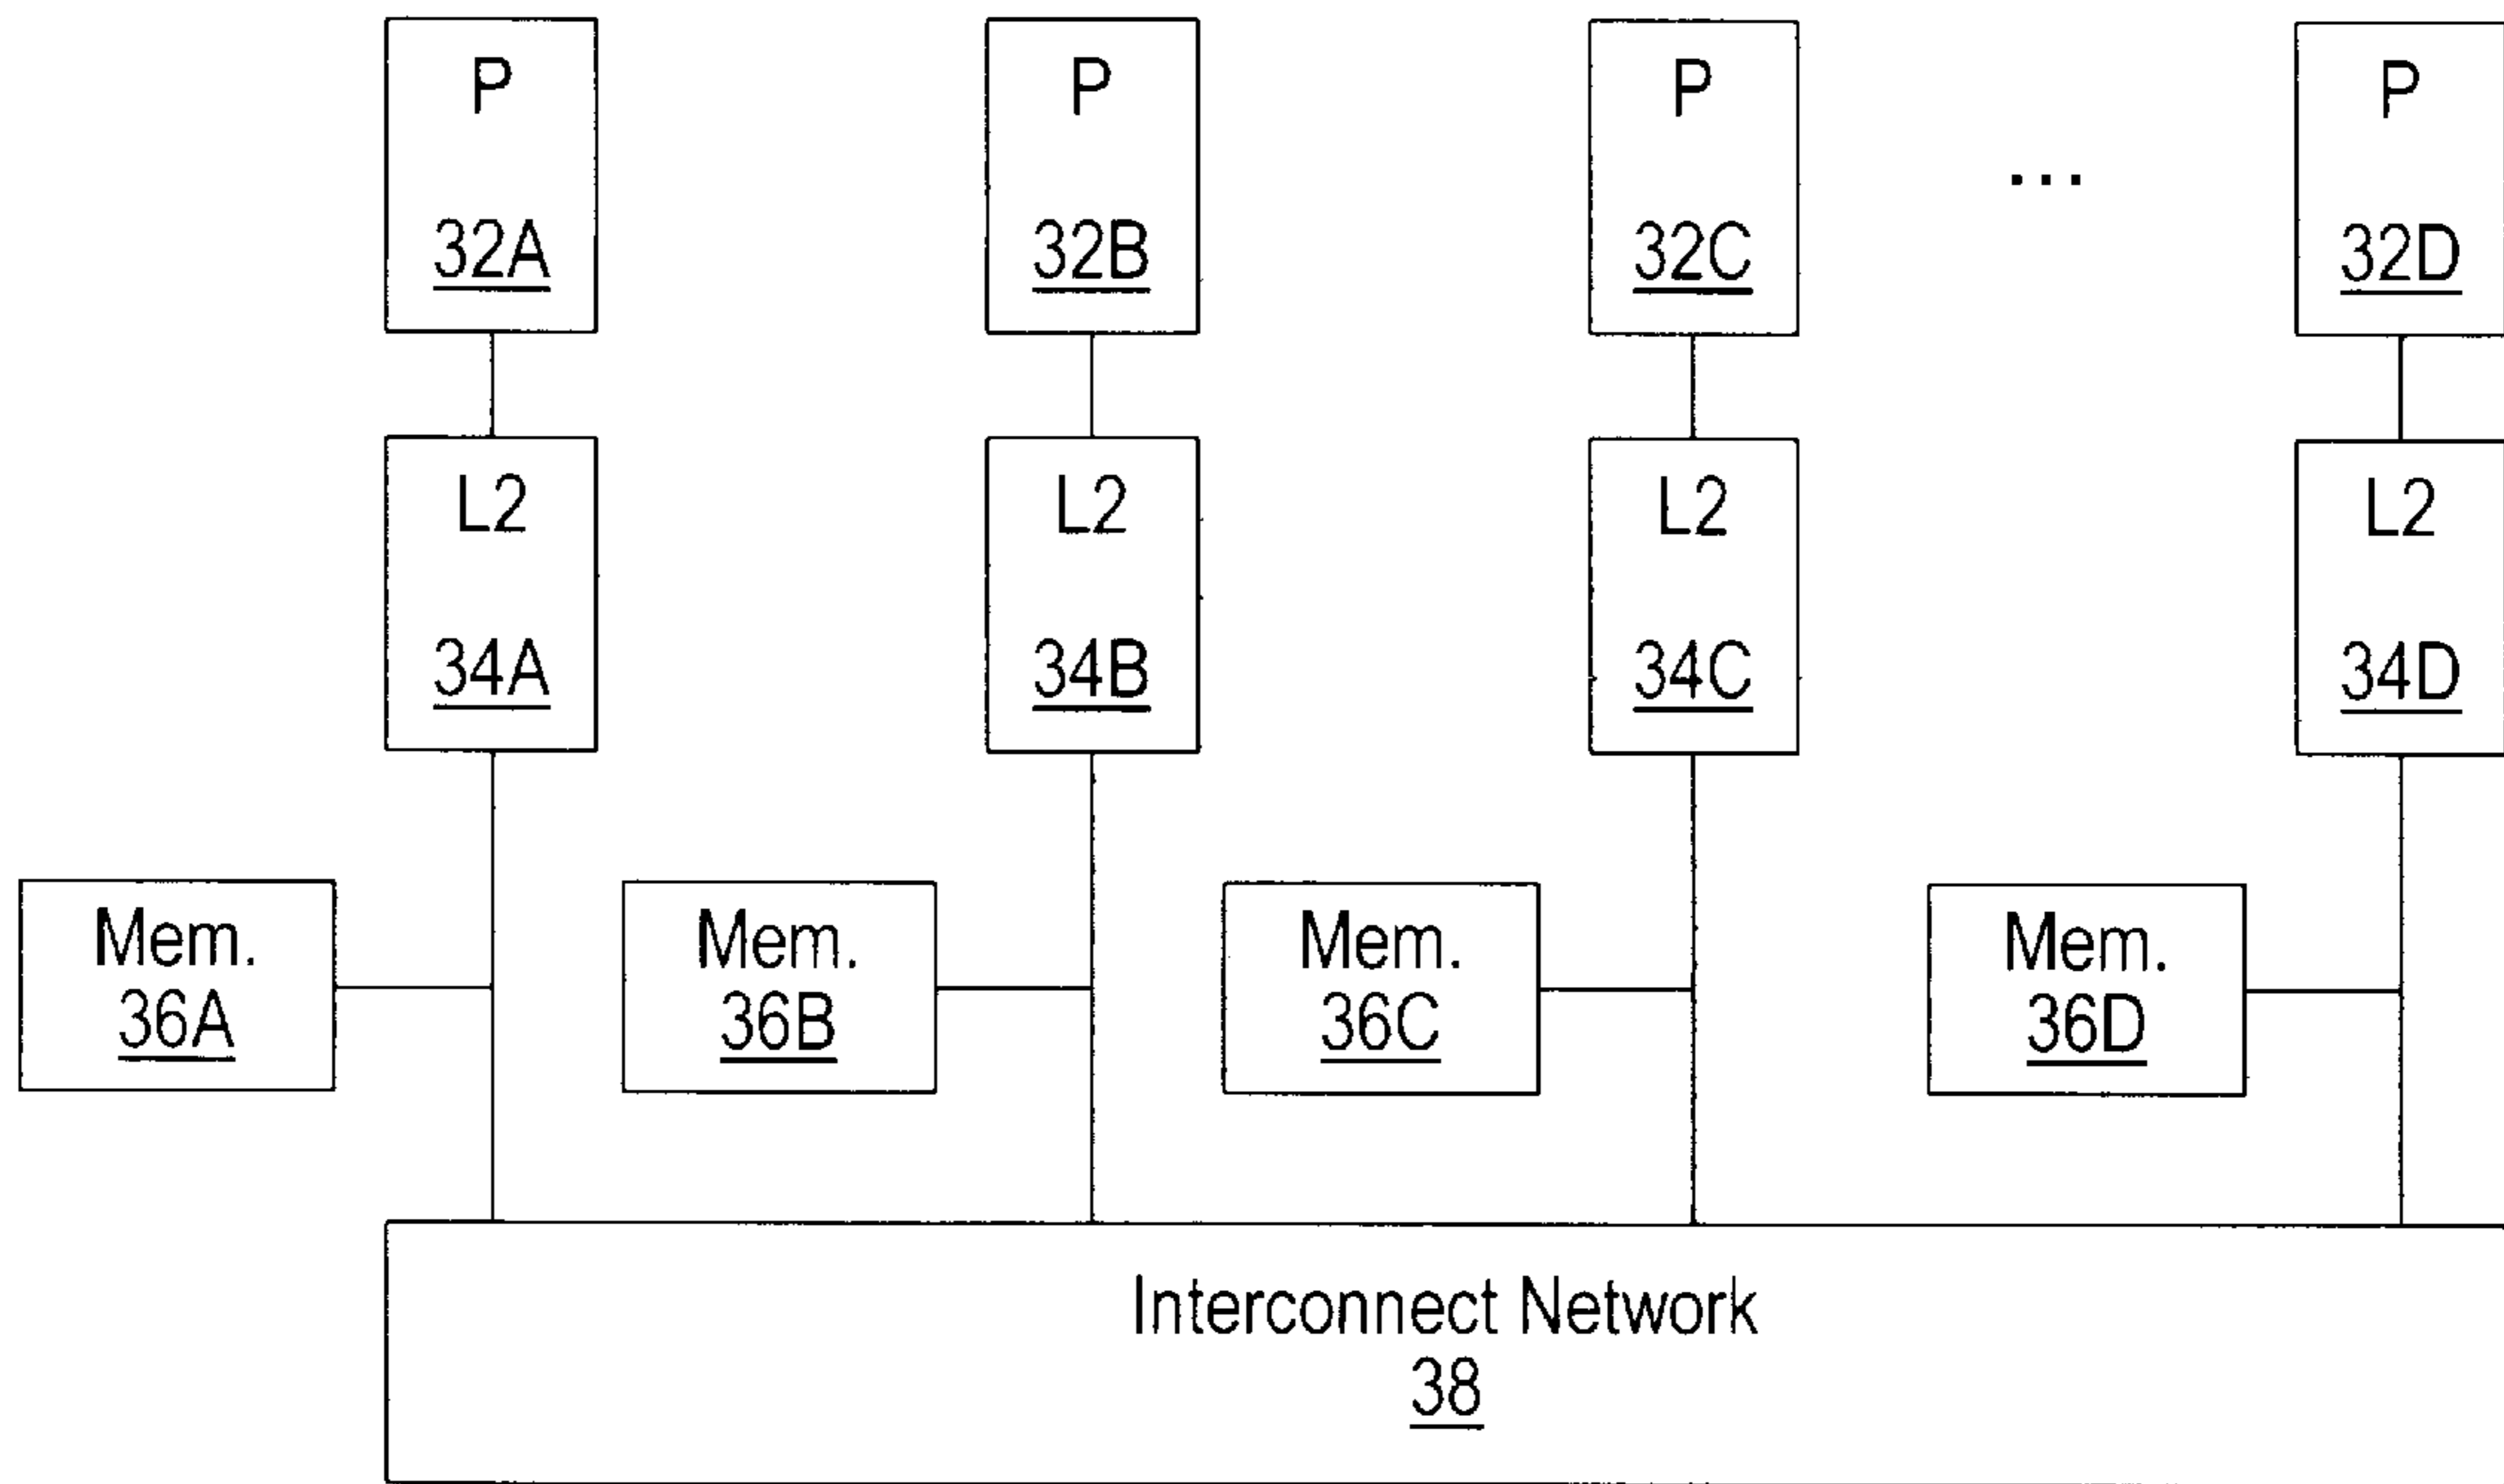 P P P P
32A 32B 32C ... 32D
L2 L2 L2 L2
34A 34B 34C 34D
Mem. Mem. Mem. Mem.
36A 36B 36C 36D
Interconnect Network
38